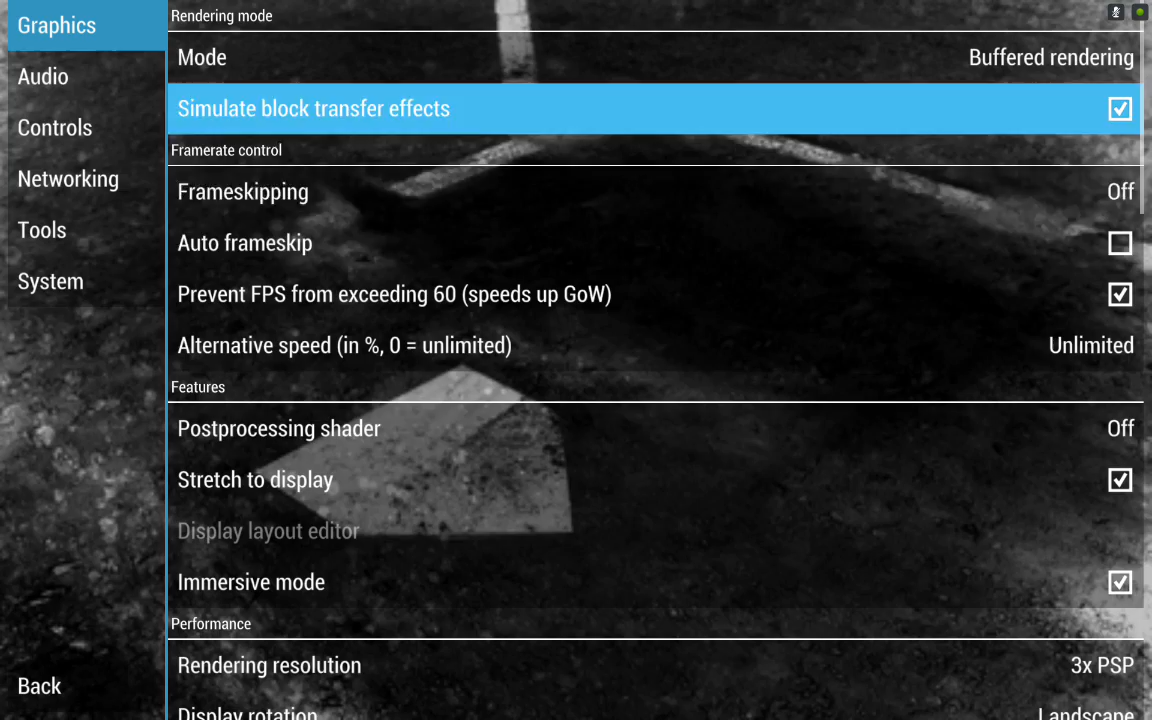 Graphics
Audio
Controls
Networking
Tools
System
Back
Rendering mode
Mode Buffered rendering
Simulate block transfer effects
Framerate control
Frameskipping Off
Auto frameskip
Prevent FPS from exceeding 60 (speeds up GoW)
Alternative speed (in %, 0 = unlimited) Unlimited
Features
Postprocessing shader Off
Stretch to display
Display layout editor
Immersive mode
Performance
Rendering resolution 3x PSP
Display rotation Landscape